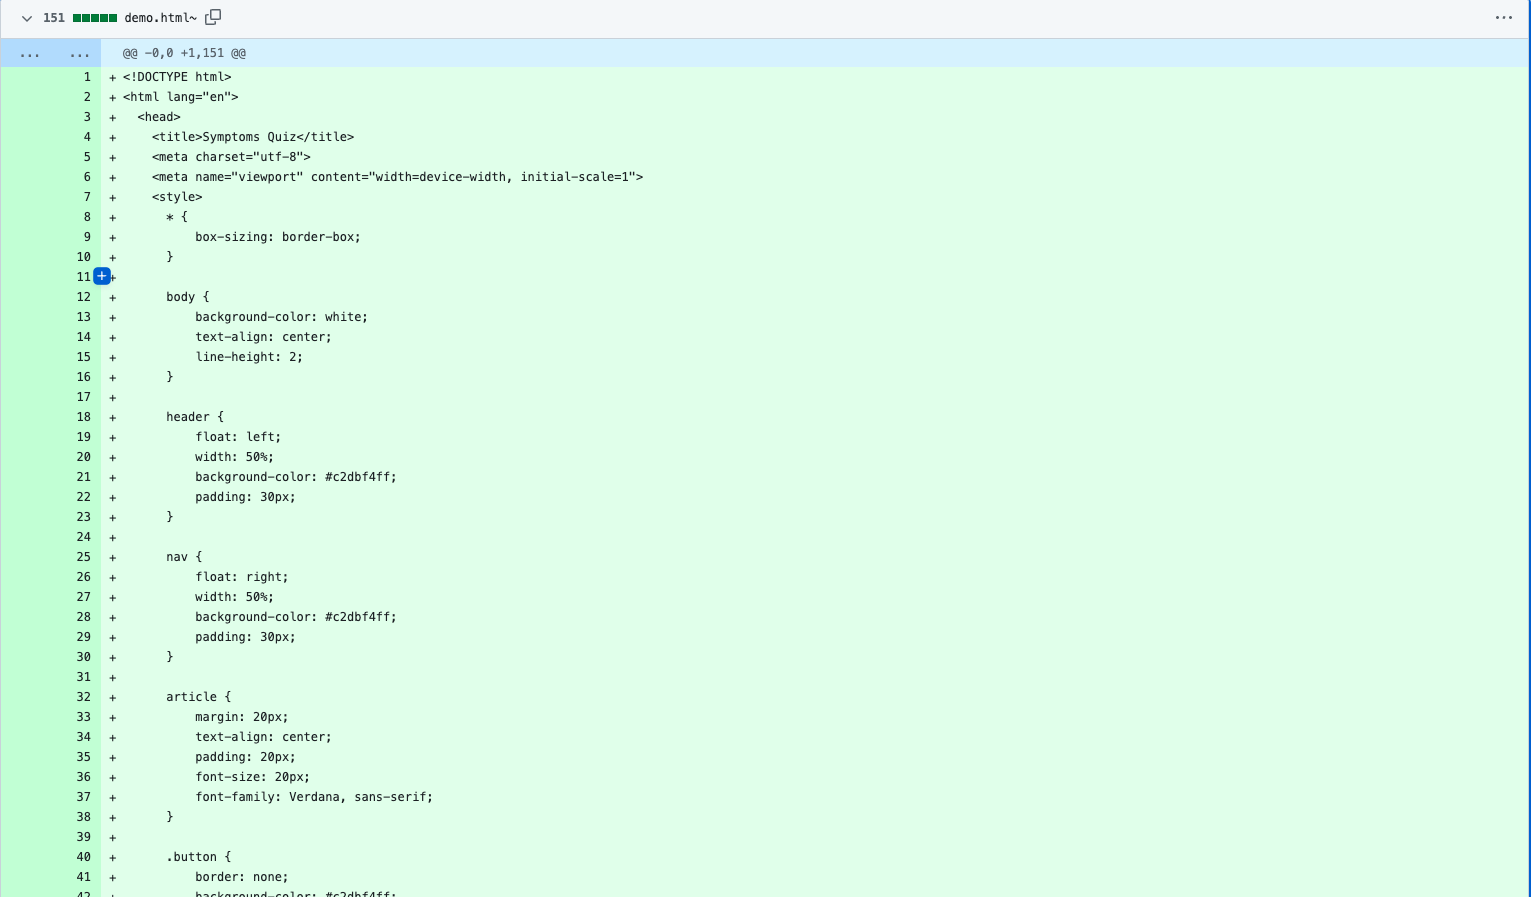 151 demo.html~
... ... @@ -0,0 +1,151 @@
1 + <!DOCTYPE html>
2 + <html lang="en">
3 +   <head>
4 +     <title>Symptoms Quiz</title>
5 +     <meta charset="utf-8">
6 +     <meta name="viewport" content="width=device-width, initial-scale=1">
7 +     <style>
8 +       * {
9 +           box-sizing: border-box;
10 +       }
11 +
12 +       body {
13 +           background-color: white;
14 +           text-align: center;
15 +           line-height: 2;
16 +       }
17 +
18 +       header {
19 +           float: left;
20 +           width: 50%;
21 +           background-color: #c2dbf4ff;
22 +           padding: 30px;
23 +       }
24 +
25 +       nav {
26 +           float: right;
27 +           width: 50%;
28 +           background-color: #c2dbf4ff;
29 +           padding: 30px;
30 +       }
31 +
32 +       article {
33 +           margin: 20px;
34 +           text-align: center;
35 +           padding: 20px;
36 +           font-size: 20px;
37 +           font-family: Verdana, sans-serif;
38 +       }
39 +
40 +       .button {
41 +           border: none;
42 +           background-color: #c2dbf4ff;